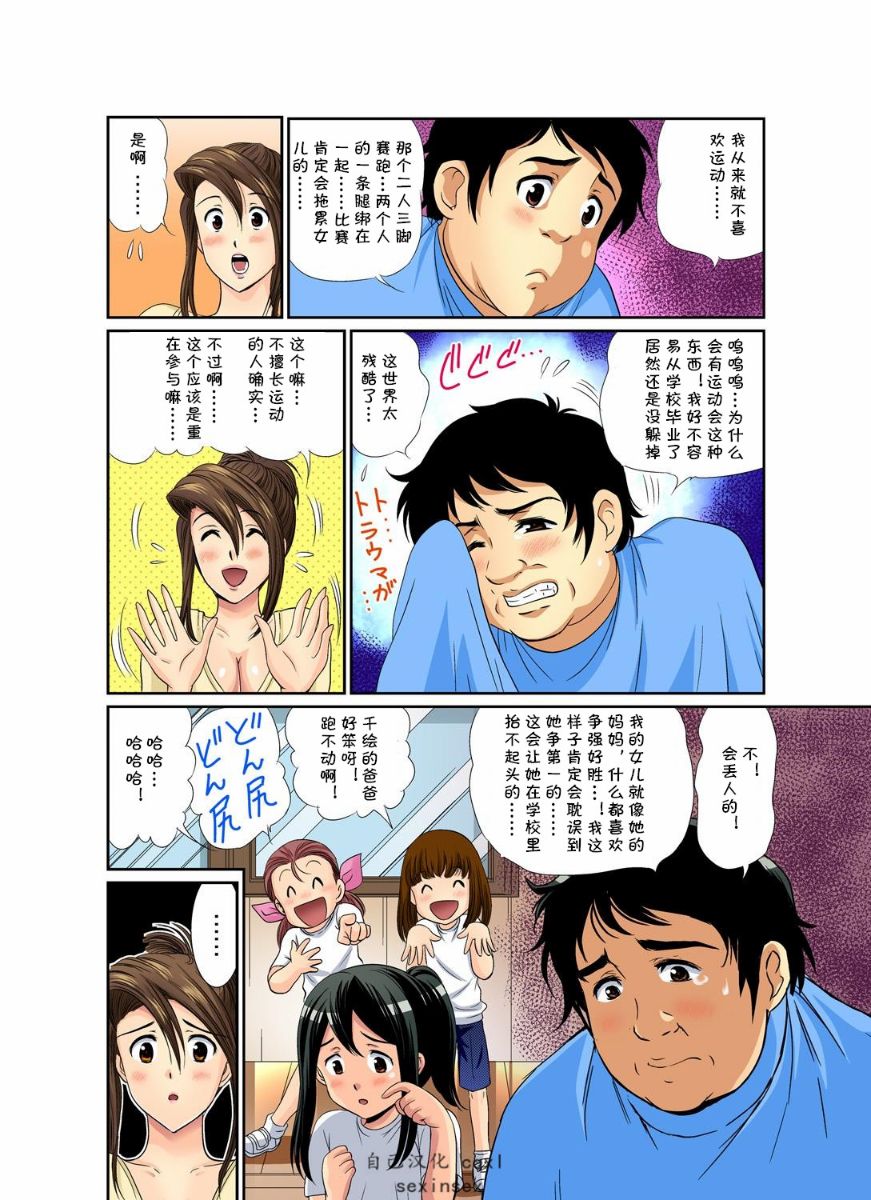 我从来就不喜
欢运动……
那个二人三脚
赛跑…两个人
的一条腿绑在
一起……比赛
肯定会拖累女
儿的……
是啊……
呜呜呜…为什么
会有运动会这种
东西！我好不容
易从学校毕业了
居然还是没躲掉
ビビビ…
这世界太
残酷了…
ト…
トラウマが
…
这个嘛…
不擅长运动
的人确实…
不过啊……
这个应该是重
在参与嘛……
不！
会丢人的！
我的女儿就像她的
妈妈，什么都喜欢
争强好胜…！我这
样子肯定会耽误到
她争第一的……
这会让她在学校里
抬不起头的……
千绘的爸爸
好笨呀！
跑不动啊！
どん尻
どん尻
哈哈…
哈哈哈！
……
自己汉化 caxl
sexinsex